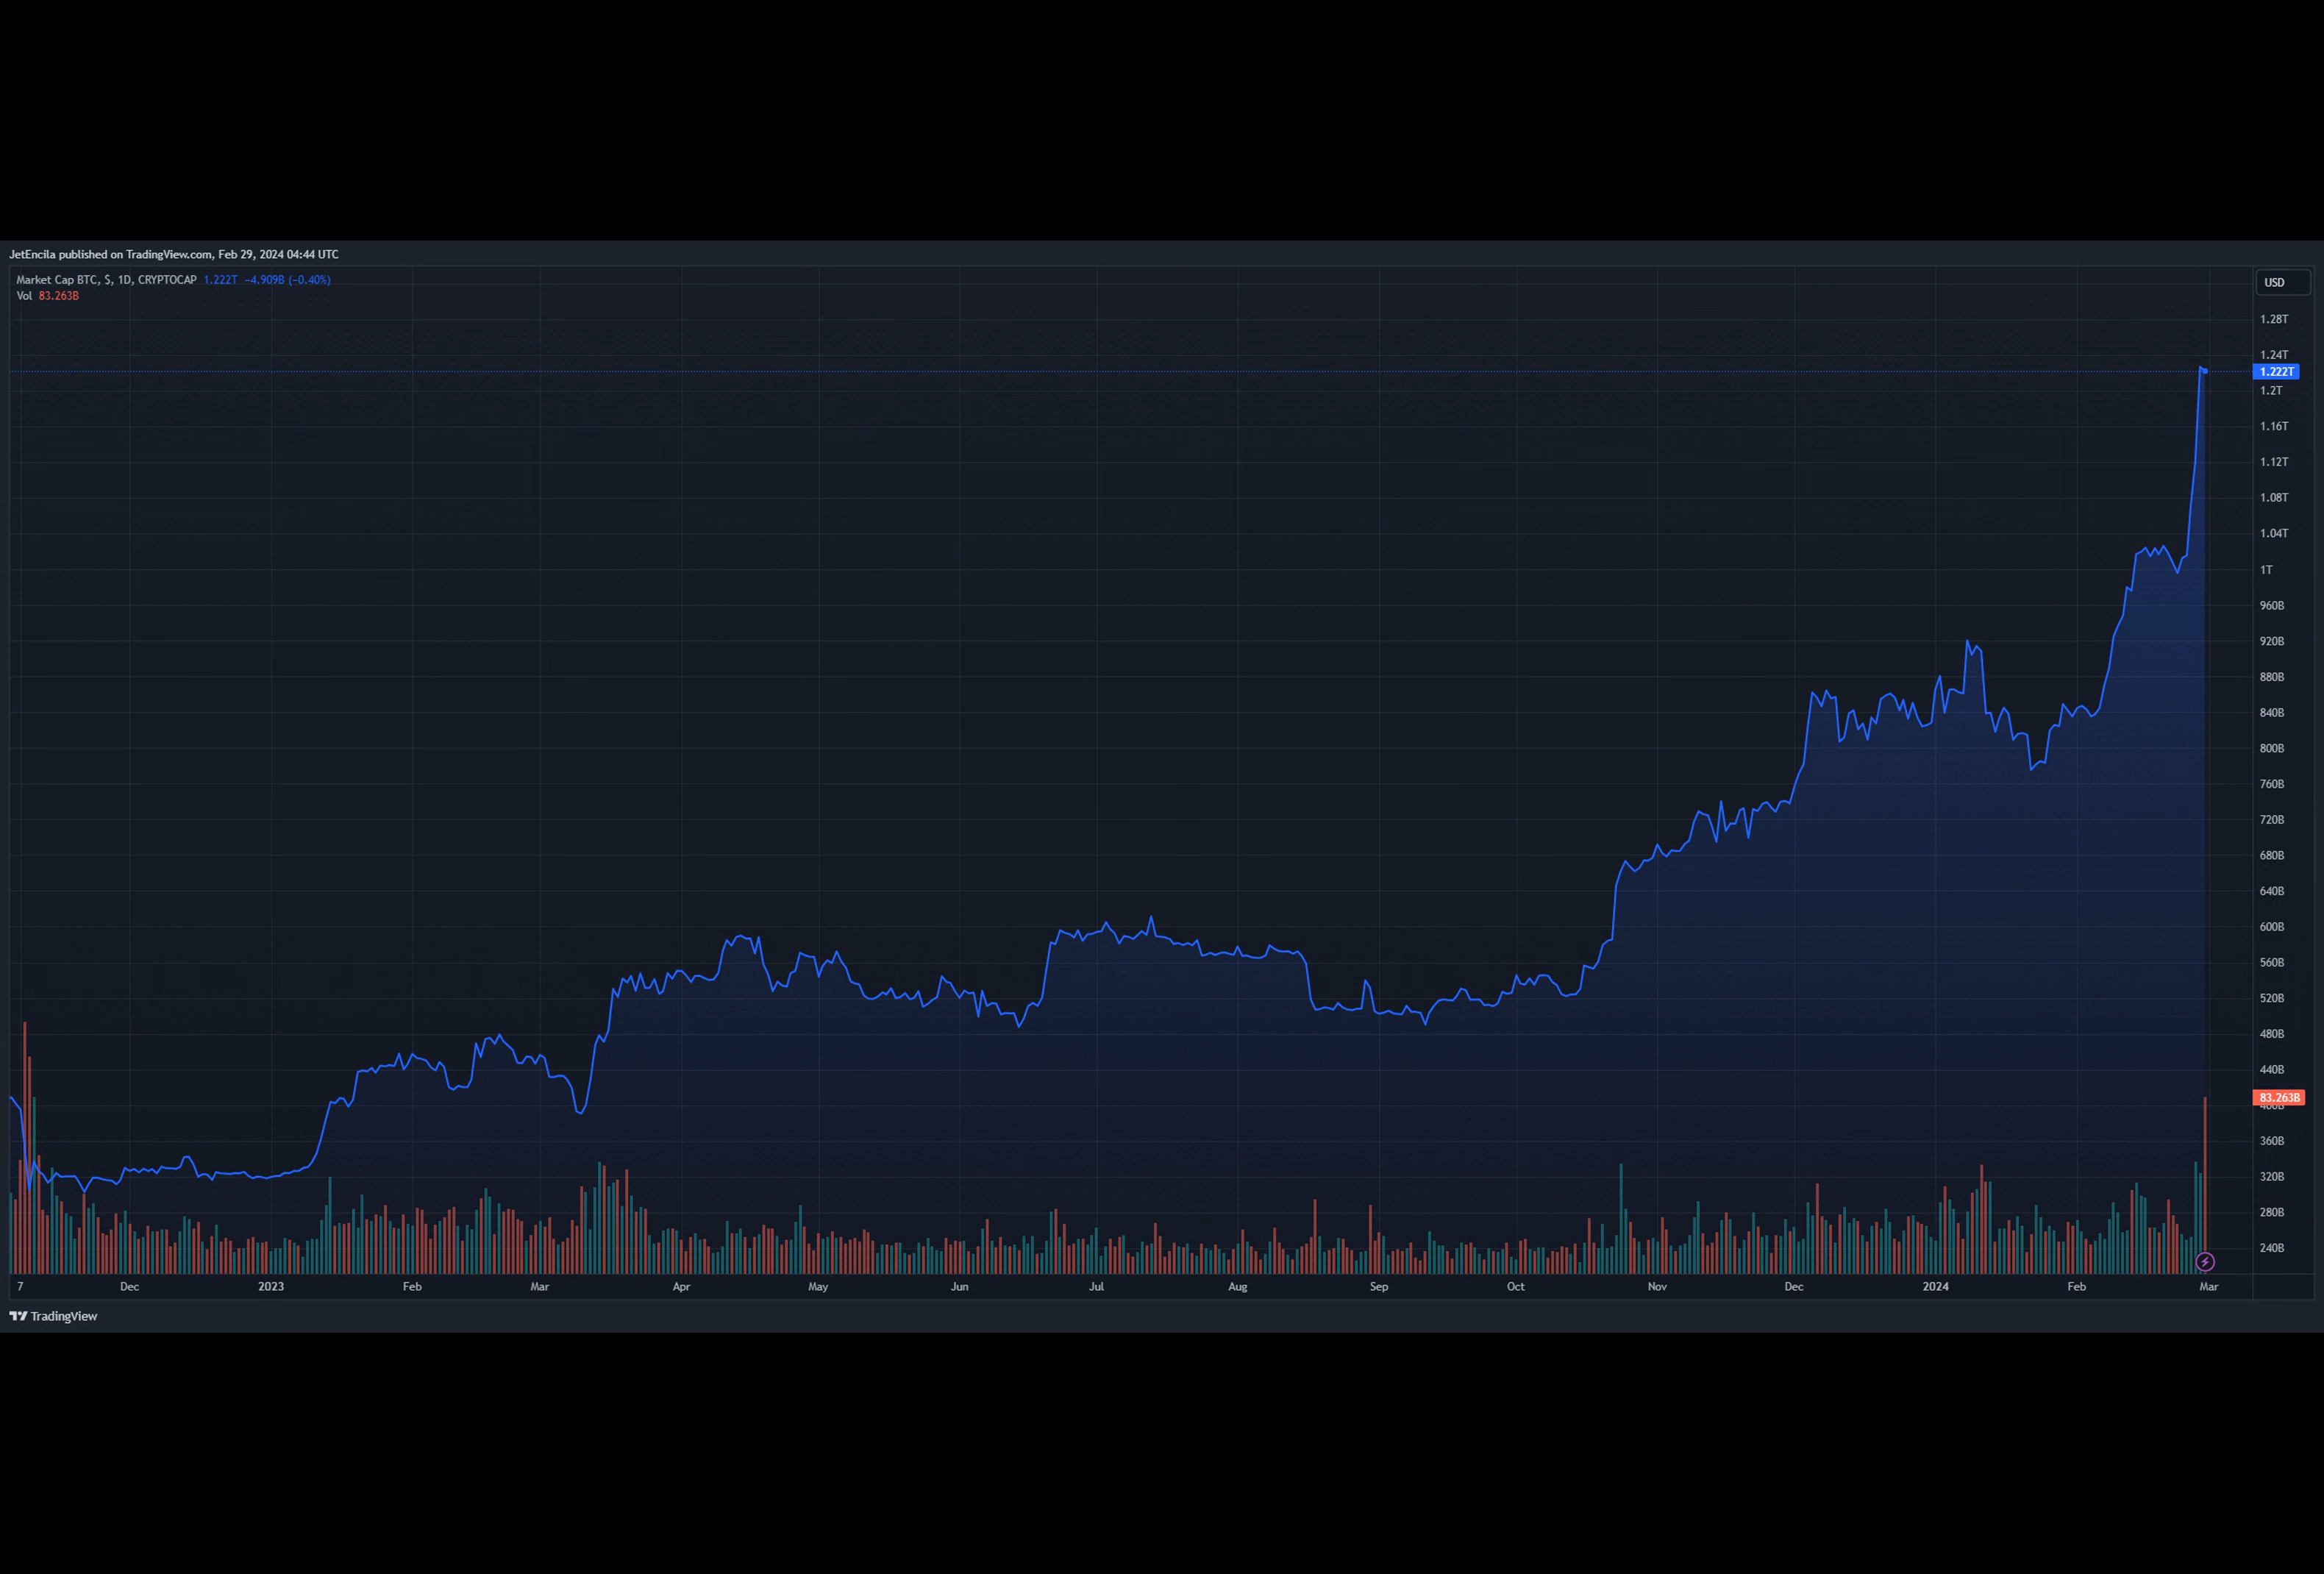 JetEncila published on TradingView.com, Feb 29, 2024 04:44 UTC
Market Cap BTC, $, 1D, CRYPTOCAP 1.222T −4.909B (−0.40%)
Vol 83.263B
USD
1.28T
1.24T
1.222T
1.2T
1.16T
1.12T
1.08T
1.04T
1T
960B
920B
880B
840B
800B
760B
720B
680B
640B
600B
560B
520B
480B
440B
83.263B
400B
360B
320B
280B
240B
7 Dec 2023 Feb Mar Apr May Jun Jul Aug Sep Oct Nov Dec 2024 Feb Mar
TradingView